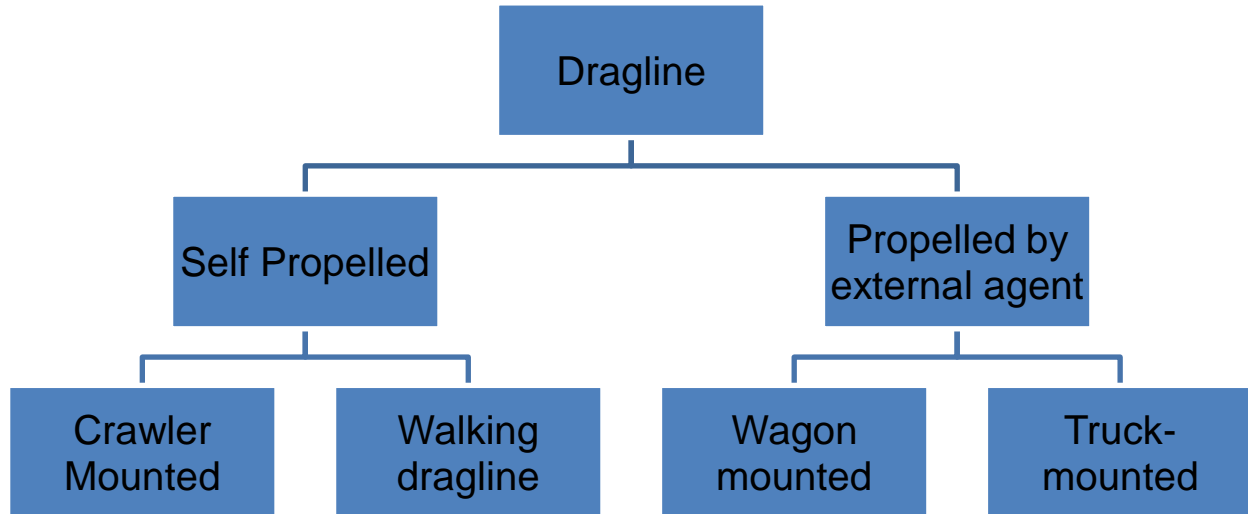 Dragline
Self Propelled
Propelled by
external agent
Crawler
Mounted
Walking
dragline
Wagon
mounted
Truck-
mounted